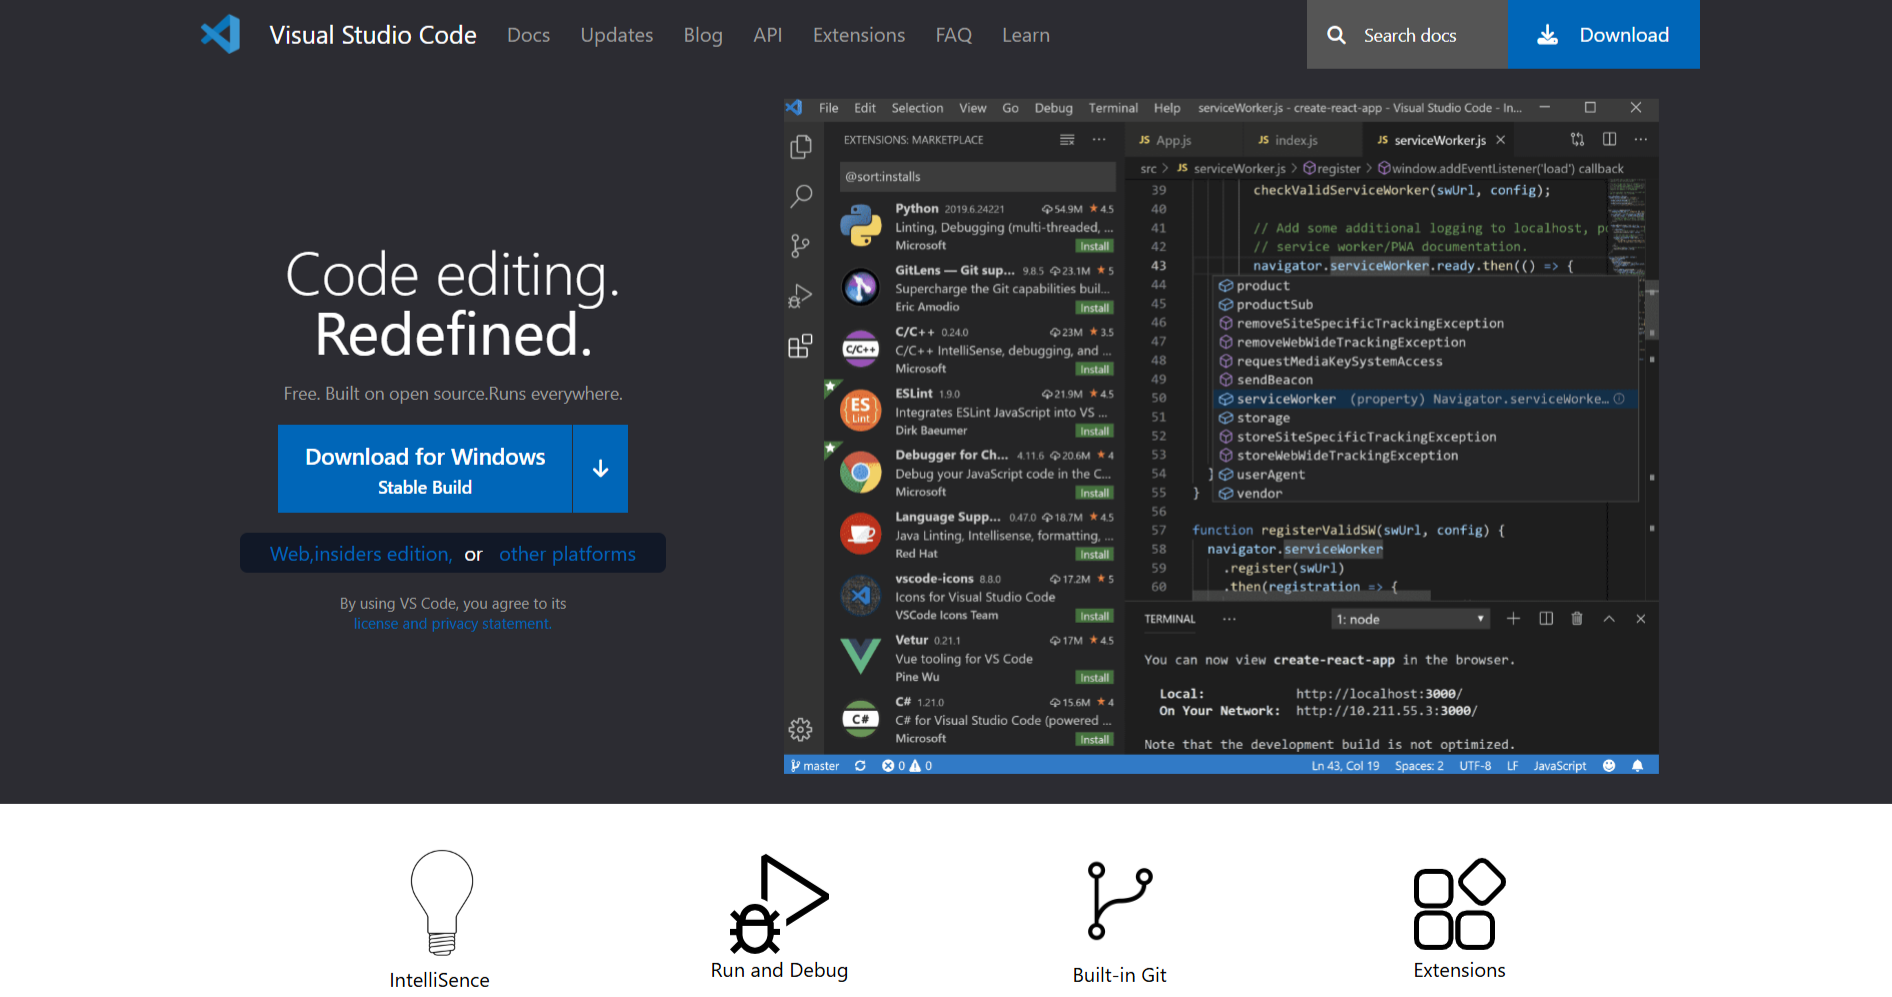 Visual Studio Code Docs Updates Blog API Extensions FAQ Learn Search docs Download
Code editing.
Redefined.
Free. Built on open source.Runs everywhere.
Download for Windows
Stable Build
Web,insiders edition, or other platforms
By using VS Code, you agree to its
license and privacy statement.
File Edit Selection View Go Debug Terminal Help serviceWorker.js - create-react-app - Visual Studio Code - In...
EXTENSIONS: MARKETPLACE
@sort:installs
Python 2019.6.24221 54.9M ★ 4.5
Linting, Debugging (multi-threaded, ...
Microsoft Install
GitLens — Git sup... 9.8.5 23.1M ★ 5
Supercharge the Git capabilities buil...
Eric Amodio Install
C/C++ 0.24.0 23M ★ 3.5
C/C++ C/C++ IntelliSense, debugging, and ...
Microsoft Install
ESLint 1.9.0 21.9M ★ 4.5
ES Lint Integrates ESLint JavaScript into VS ...
Dirk Baeumer Install
Debugger for Ch... 4.11.6 20.6M ★ 4
Debug your JavaScript code in the C...
Microsoft Install
Language Supp... 0.47.0 18.7M ★ 4.5
Java Linting, Intellisense, formatting, ...
Red Hat Install
vscode-icons 8.8.0 17.2M ★ 5
Icons for Visual Studio Code
VSCode Icons Team Install
Vetur 0.21.1 17M ★ 4.5
Vue tooling for VS Code
Pine Wu Install
C# 1.21.0 15.6M ★ 4
C# C# for Visual Studio Code (powered ...
Microsoft Install
JS App.js JS index.js JS serviceWorker.js
src > JS serviceWorker.js > register > window.addEventListener('load') callback
39 checkValidServiceWorker(swUrl, config);
40
41 // Add some additional logging to localhost, p
42 // service worker/PWA documentation.
43 navigator.serviceWorker.ready.then(() => {
44 product
45 productSub
46 removeSiteSpecificTrackingException
47 removeWebWideTrackingException
48 requestMediaKeySystemAccess
49 sendBeacon
50 serviceWorker (property) Navigator.serviceWorke...
51 storage
52 storeSiteSpecificTrackingException
53 storeWebWideTrackingException
54 } userAgent
55 } vendor
56
57 function registerValidSW(swUrl, config) {
58 navigator.serviceWorker
59 .register(swUrl)
60 .then(registration => {
TERMINAL ... 1: node
You can now view create-react-app in the browser.
Local: http://localhost:3000/
On Your Network: http://10.211.55.3:3000/
Note that the development build is not optimized.
master 0 0 Ln 43, Col 19 Spaces: 2 UTF-8 LF JavaScript
IntelliSence
Run and Debug
Built-in Git
Extensions